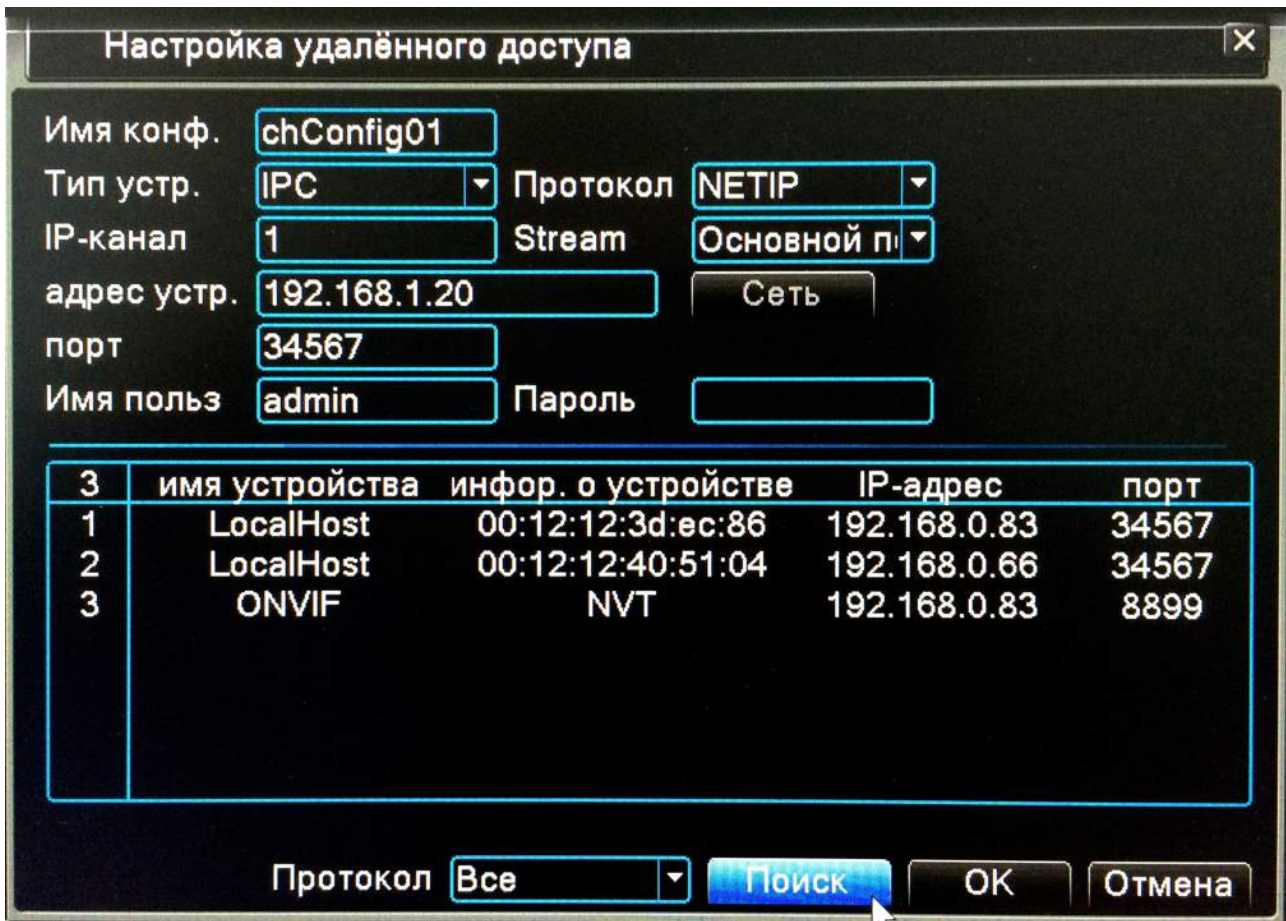 Настройка удалённого доступа
Имя конф. chConfig01
Тип устр. IPC Протокол NETIP
IP-канал 1 Stream Основной п
адрес устр. 192.168.1.20 Сеть
порт 34567
Имя польз admin Пароль
3 имя устройства инфор. о устройстве IP-адрес порт
1 LocalHost 00:12:12:3d:ec:86 192.168.0.83 34567
2 LocalHost 00:12:12:40:51:04 192.168.0.66 34567
3 ONVIF NVT 192.168.0.83 8899
Протокол Все Поиск OK Отмена